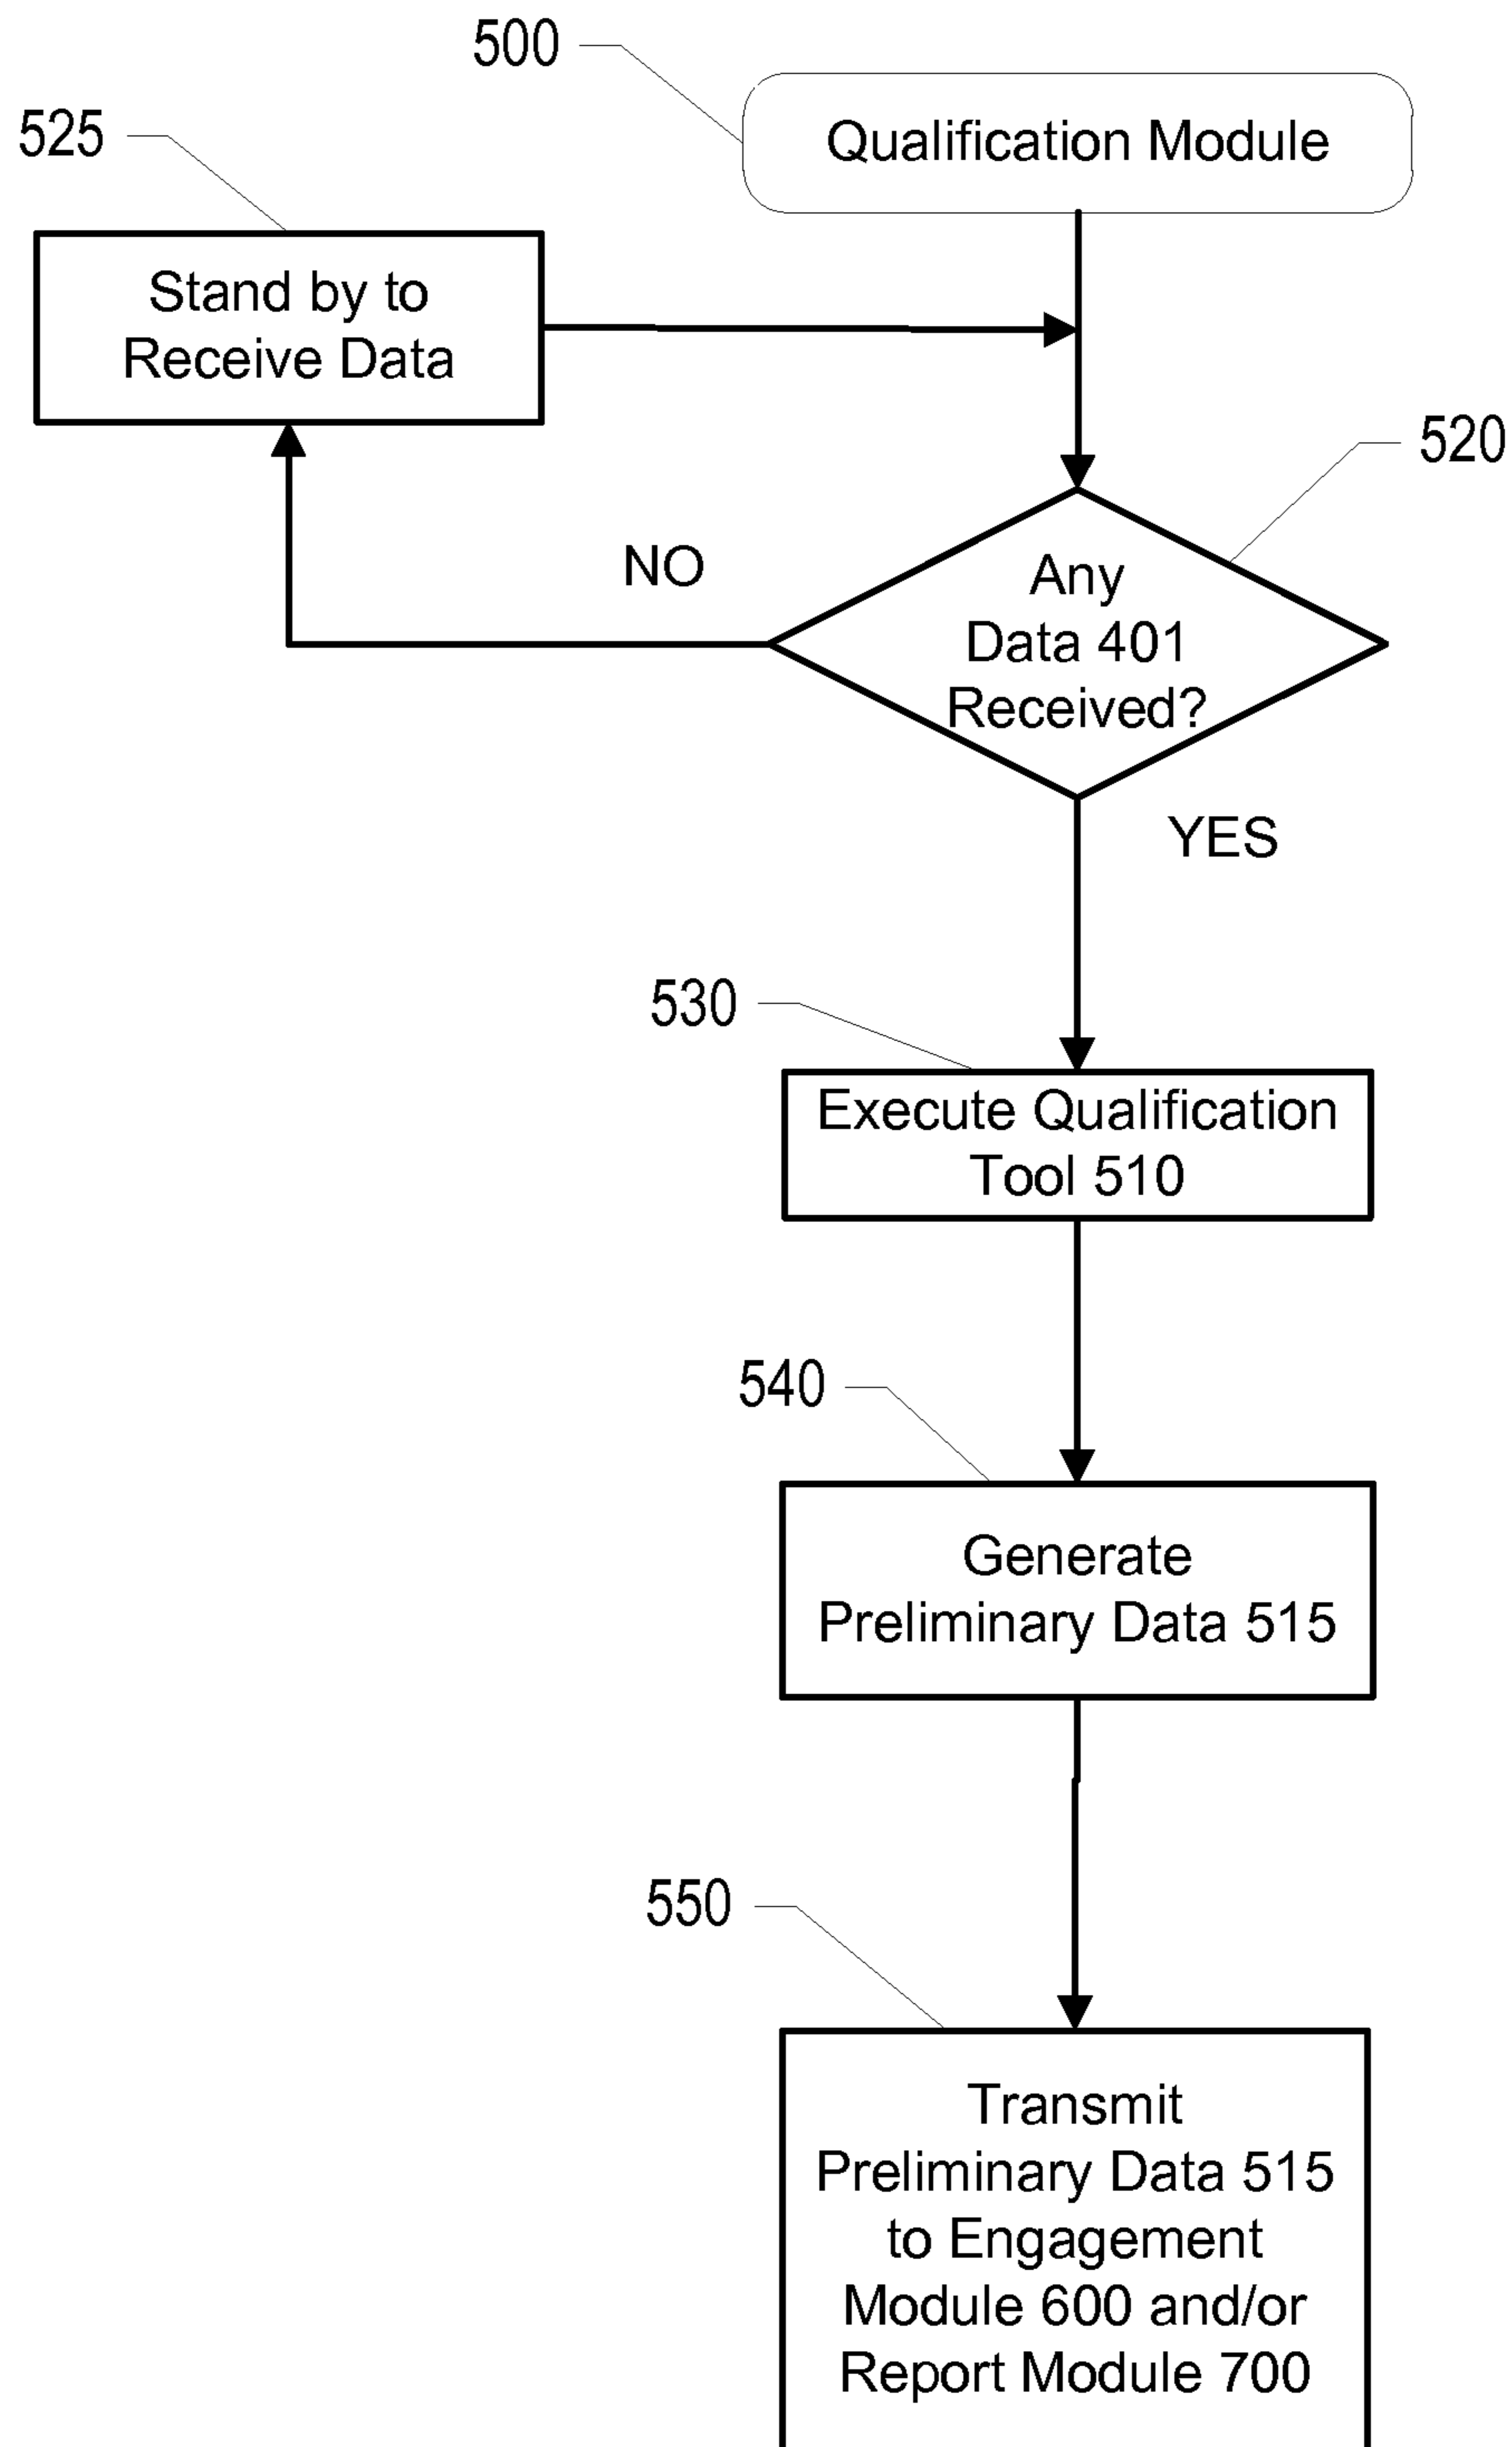 500
Qualification Module
525
Stand by to
Receive Data
520
NO
Any
Data 401
Received?
YES
530
Execute Qualification
Tool 510
540
Generate
Preliminary Data 515
550
Transmit
Preliminary Data 515
to Engagement
Module 600 and/or
Report Module 700